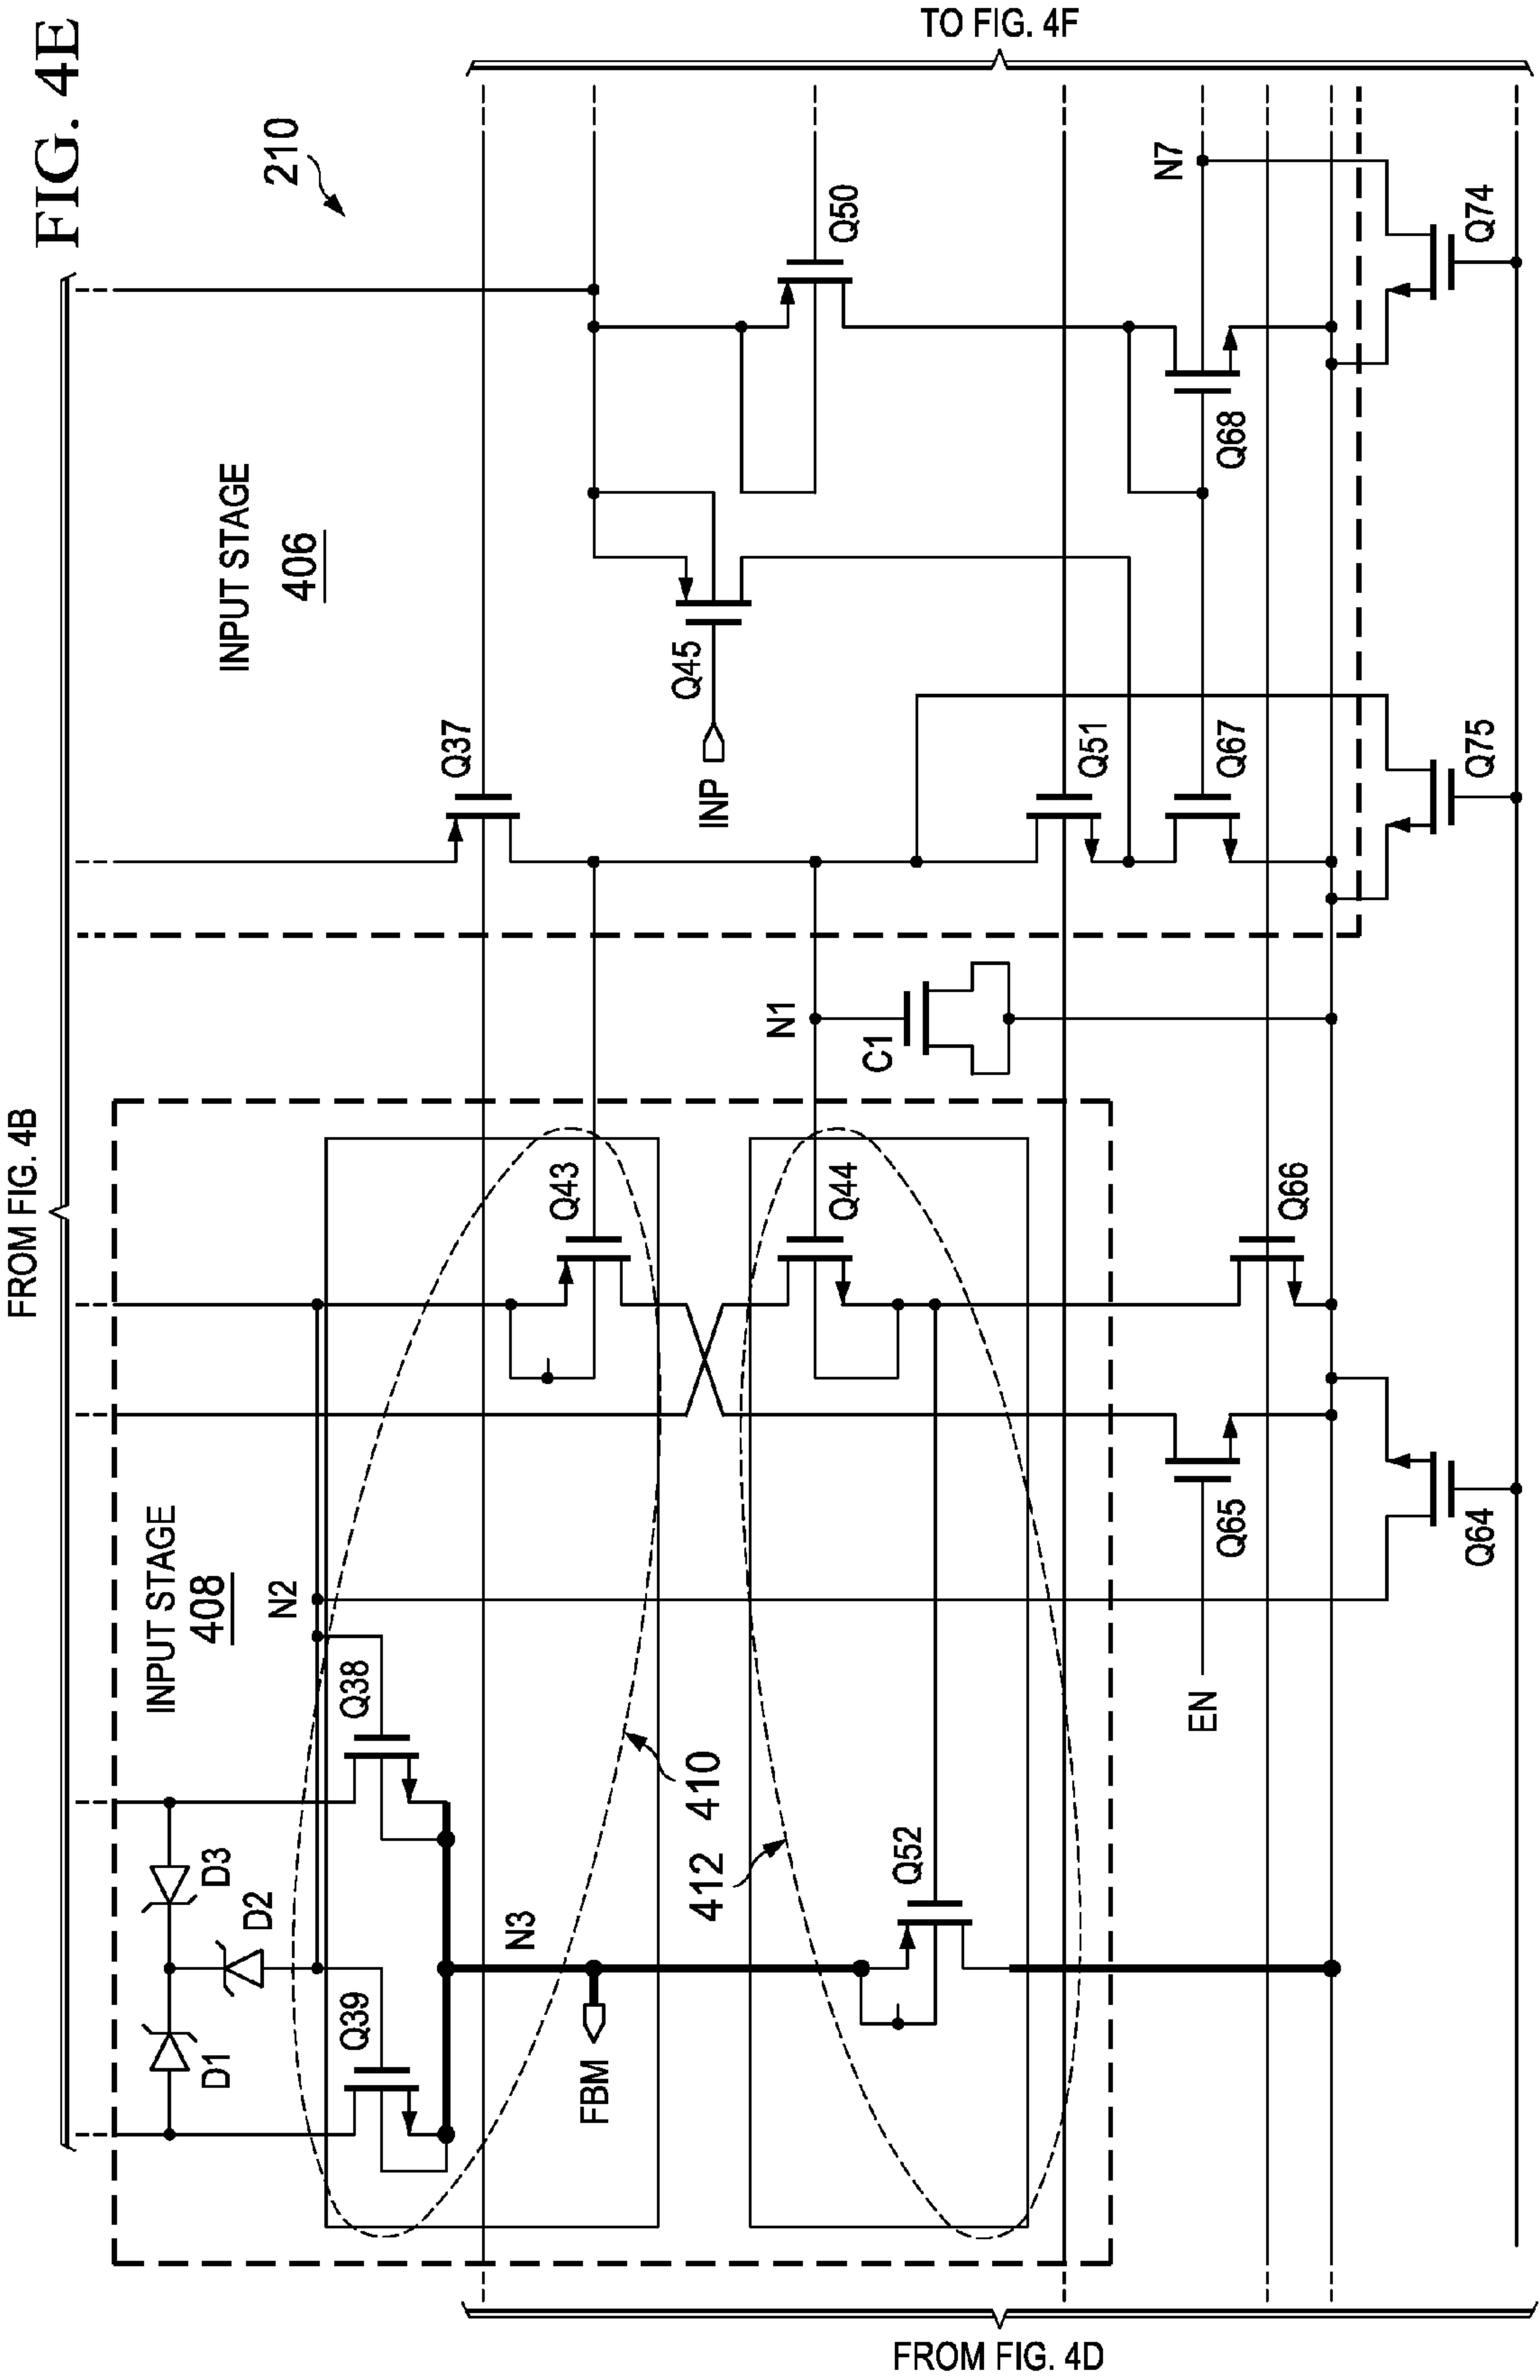 FIG. 4E
FROM FIG. 4B
TO FIG. 4F
FROM FIG. 4D
210
INPUT STAGE
408
INPUT STAGE
406
D1
D2
D3
N2
Q39
Q38
N3
FBM
410
412
Q52
Q43
Q44
N1
C1
Q37
INP
Q45
Q50
Q51
Q67
Q68
N7
EN
Q65
Q66
Q64
Q75
Q74